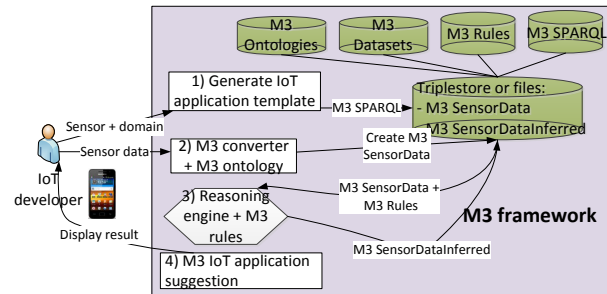 M3 Ontologies
M3 Datasets
M3 Rules
M3 SPARQL
1) Generate IoT
application template
M3 SPARQL
Triplestore or files:
- M3 SensorData
M3 SensorDataInferred
Sensor + domain
Sensor data
IoT
developer
2) M3 converter
+ M3 ontology
Create M3
SensorData
M3 SensorData +
M3 Rules
3) Reasoning
engine + M3
rules
M3 framework
Display result
M3 SensorDataInferred
4) M3 IoT application
suggestion